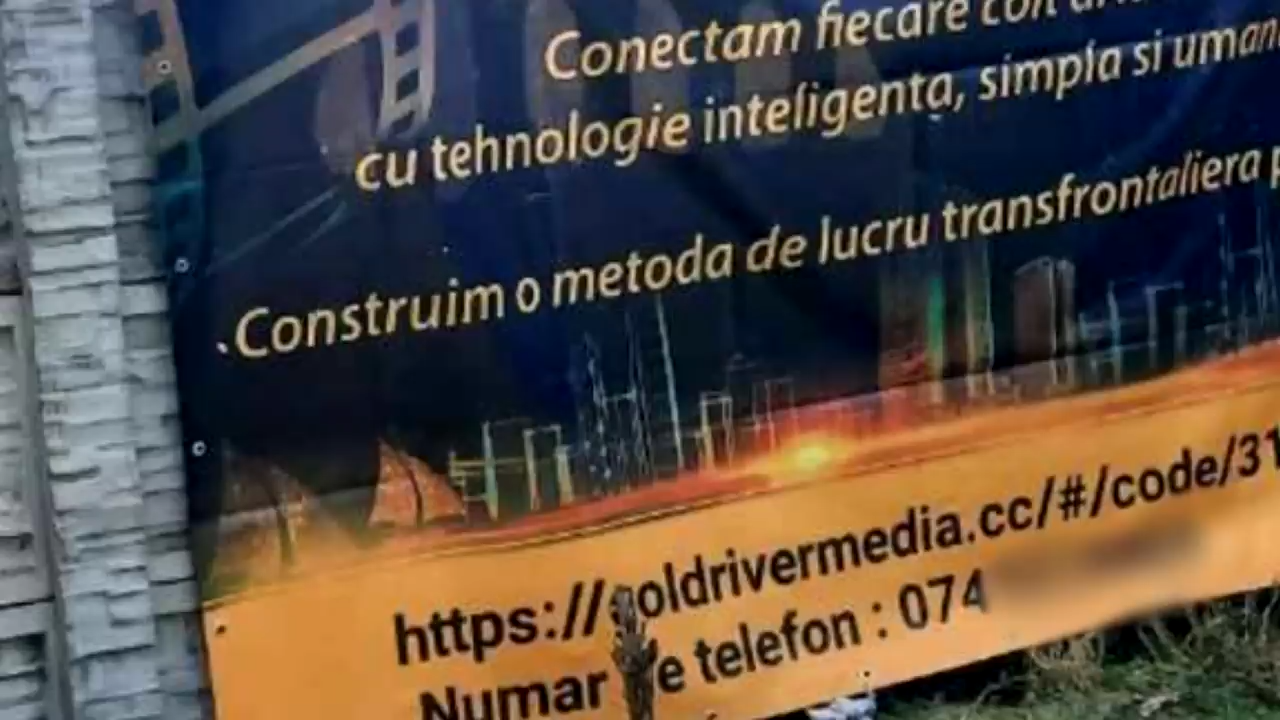 Conectam fiecare
cu tehnologie inteligenta, simpla si uman
Construim o metoda de lucru transfrontaliera
https://goldrivermedia.cc/#/code/31
Numar de telefon : 074